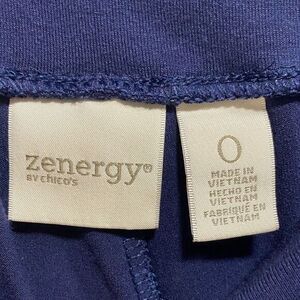 zenergy®
BY chico's
0
MADE IN
VIETNAM
HECHO EN
VIETNAM
FABRIQUÉ EN
VIETNAM